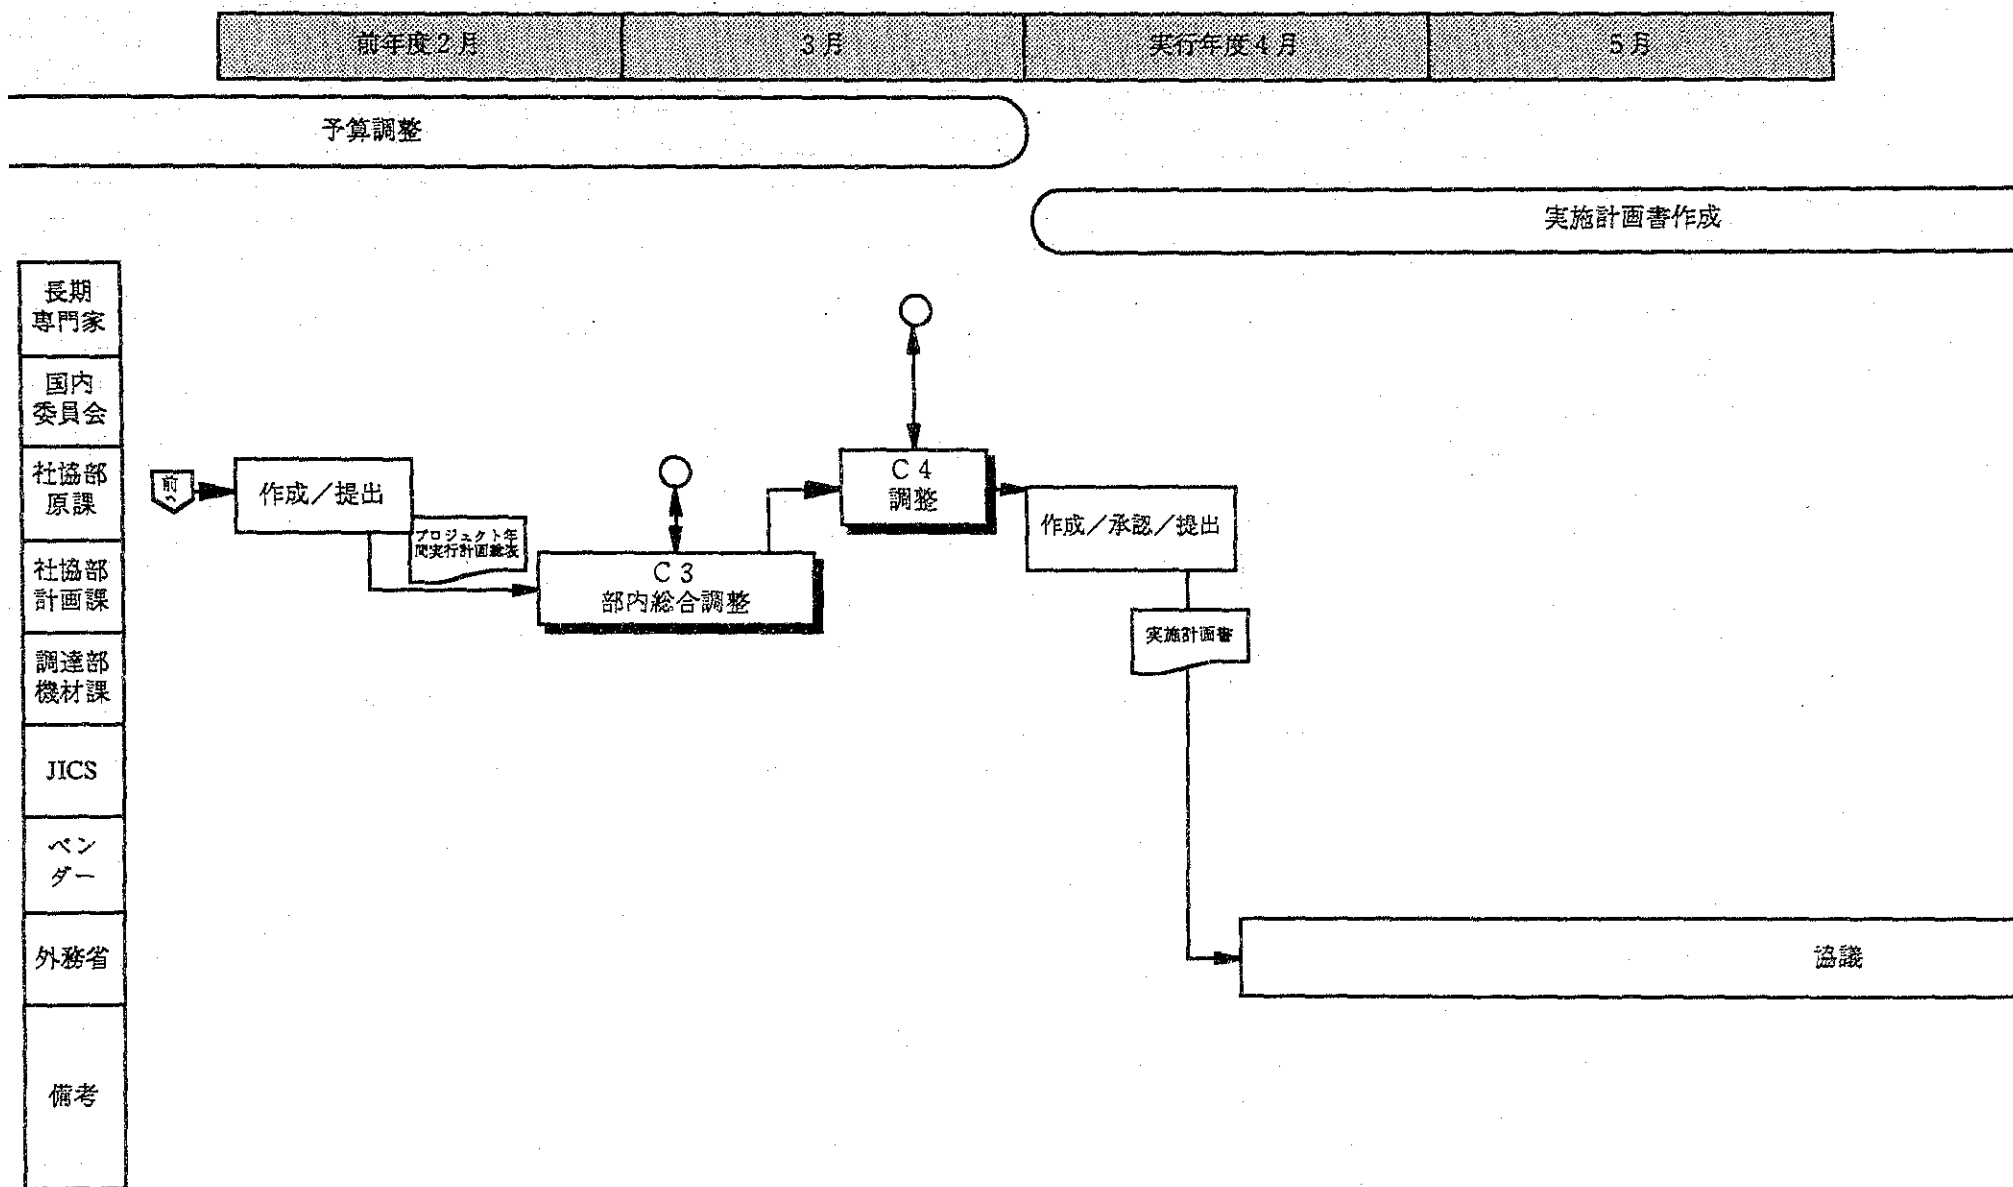 前年度2月
3月
実行年度4月
5月
予算調整
実施計画書作成
長期
専門家
国内
委員会
社協部
原課
社協部
計画課
調達部
機材課
JICS
ベン
ダー
外務省
備考
前
へ
作成／提出
プロジェクト年
間実行計画総表
C3
部内総合調整
C4
調整
作成／承認／提出
実施計画書
協議